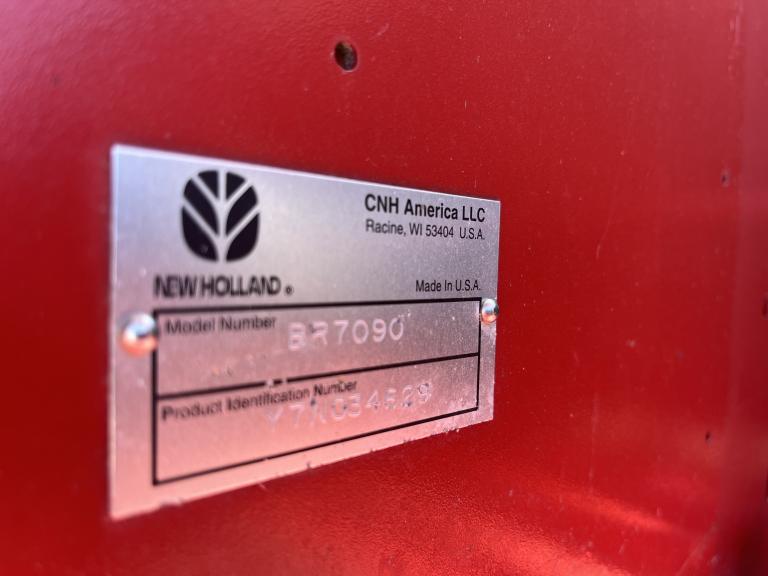 CNH America LLC
Racine, WI 53404 U.S.A.
NEW HOLLAND ®
Made In U.S.A.
Model Number
BR7090
Product Identification Number